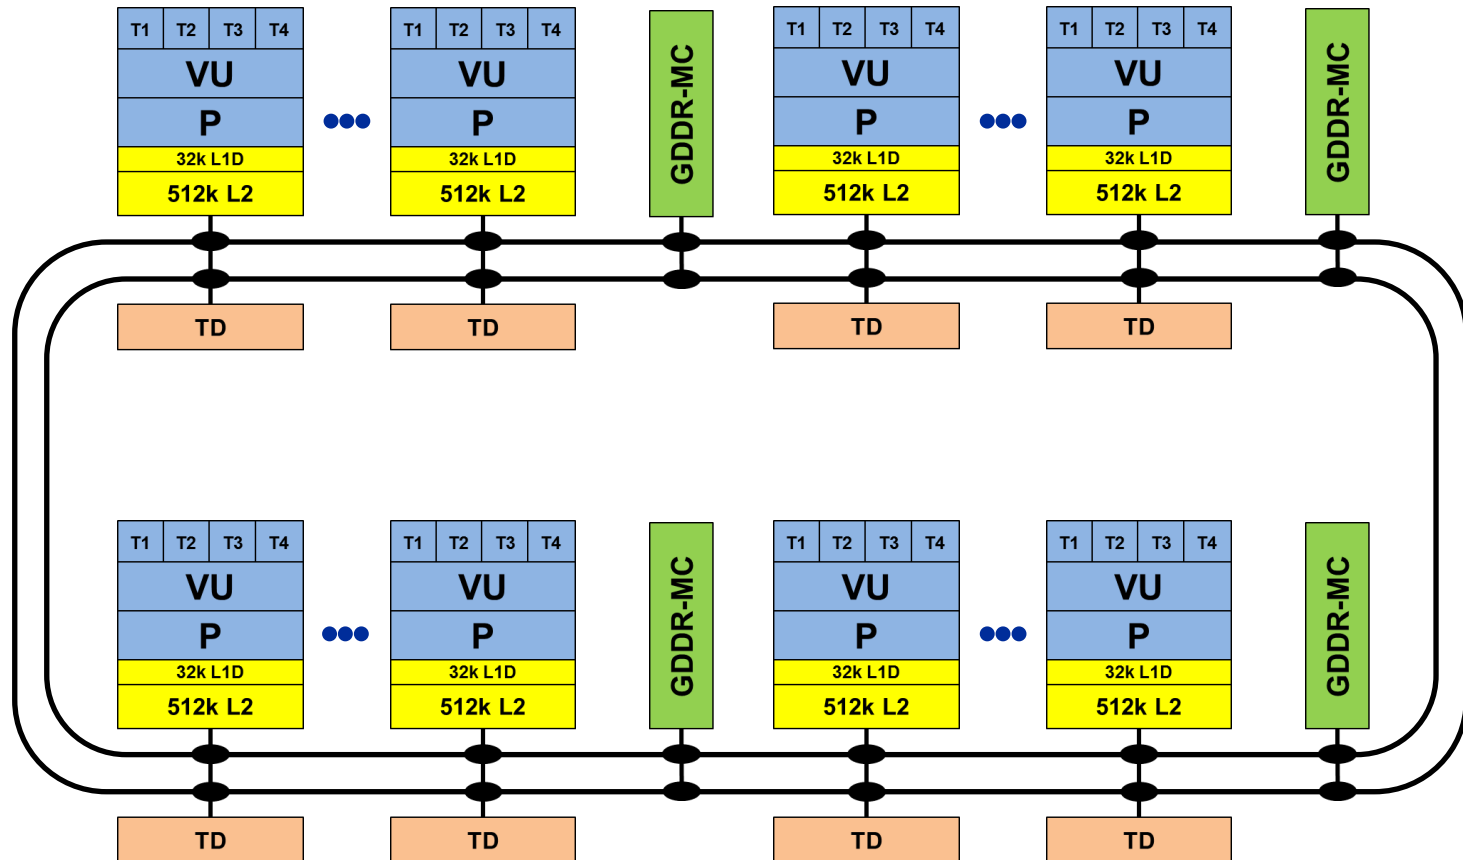 T1 T2 T3 T4 T1 T2 T3 T4 GDDR-MC T1 T2 T3 T4 T1 T2 T3 T4 GDDR-MC
VU VU VU VU
P P P P
32k L1D 32k L1D 32k L1D 32k L1D
512k L2 512k L2 512k L2 512k L2
TD TD TD TD
T1 T2 T3 T4 T1 T2 T3 T4 GDDR-MC T1 T2 T3 T4 T1 T2 T3 T4 GDDR-MC
VU VU VU VU
P P P P
32k L1D 32k L1D 32k L1D 32k L1D
512k L2 512k L2 512k L2 512k L2
TD TD TD TD